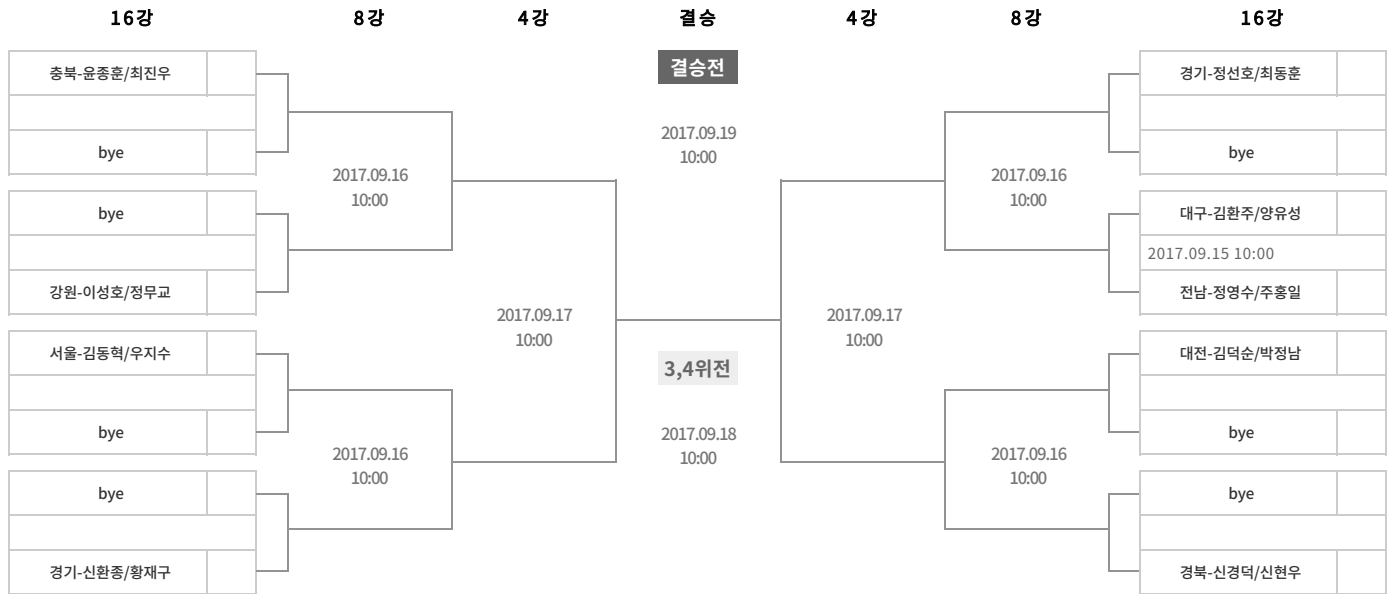 16강 8강 4강 결승 4강 8강 16강
충북-윤종훈/최진우
bye
bye
강원-이성호/정무교
서울-김동혁/우지수
bye
bye
경기-신환종/황재구
2017.09.16
10:00
2017.09.16
10:00
2017.09.17
10:00
결승전
2017.09.19
10:00
3,4위전
2017.09.18
10:00
2017.09.17
10:00
2017.09.16
10:00
2017.09.16
10:00
경기-정선호/최동훈
bye
대구-김환주/양유성
2017.09.15 10:00
전남-정영수/주홍일
대전-김덕순/박정남
bye
bye
경북-신경덕/신현우